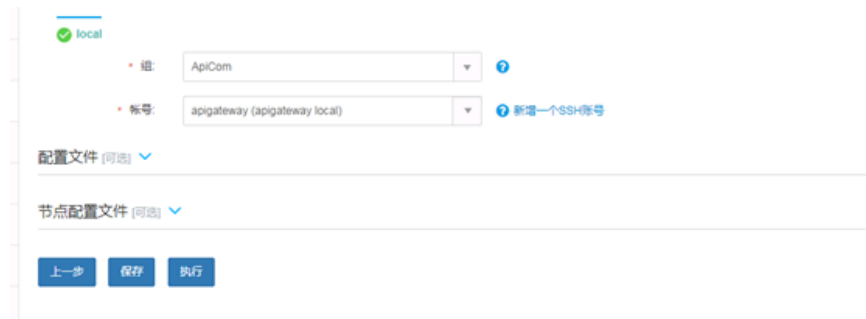 local
* 组: ApiCom
* 帐号: apigateway (apigateway local) 新增一个SSH账号
配置文件 [可选]
节点配置文件 [可选]
上一步 保存 执行